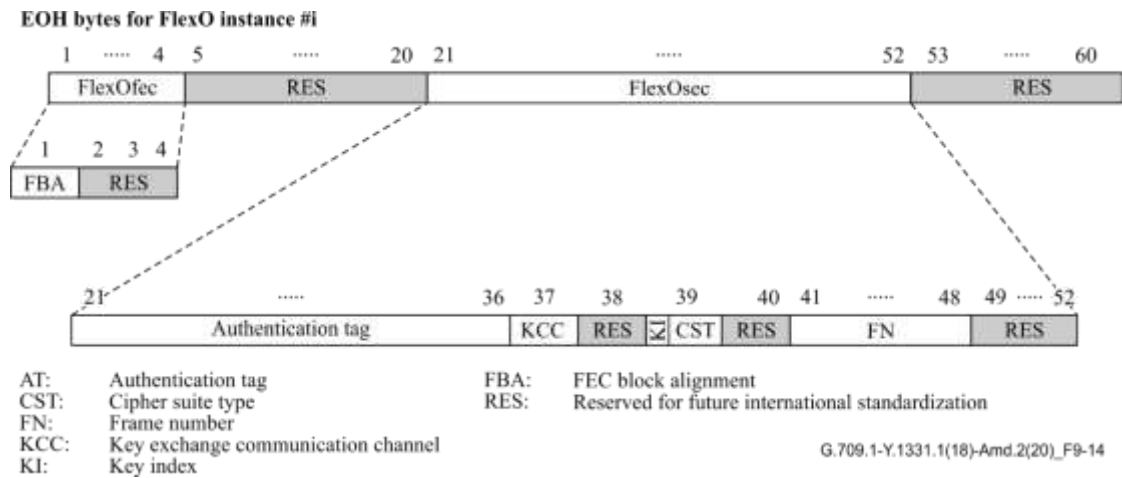 EOH bytes for FlexO instance #i
1 ····· 4 5 ····· 20 21 ····· 52 53 ····· 60
FlexOfec RES FlexOsec RES
1 2 3 4
FBA RES
21 ····· 36 37 38 39 40 41 ····· 48 49 ····· 52
Authentication tag KCC RES KI CST RES FN RES
AT: Authentication tag FBA: FEC block alignment
CST: Cipher suite type RES: Reserved for future international standardization
FN: Frame number
KCC: Key exchange communication channel
KI: Key index
G.709.1-Y.1331.1(18)-Amd.2(20)_F9-14